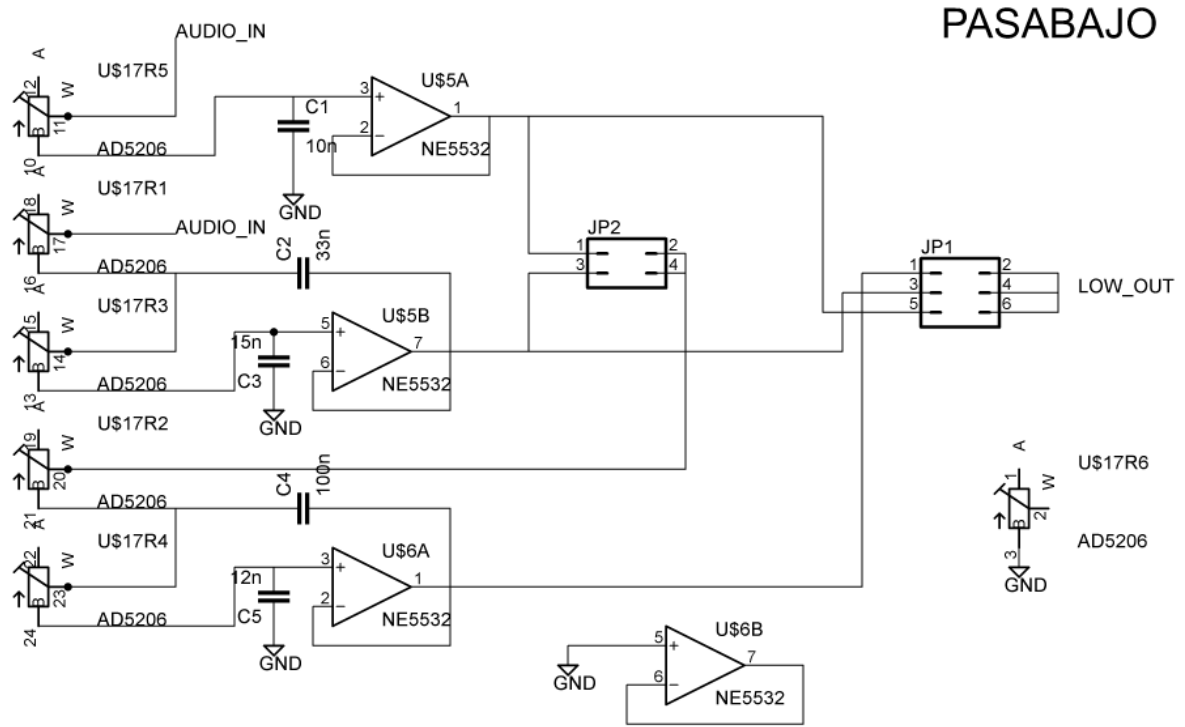 PASABAJO
AUDIO_IN
A
12
U$17R5
W
11
B
10
AD5206
C1
10n
GND
3
+
2
−
1
U$5A
NE5532
A
18
U$17R1
W
17
AUDIO_IN
B
16
AD5206
C2
33n
JP2
1
2
3
4
JP1
1
2
3
4
5
6
LOW_OUT
A
15
U$17R3
W
14
B
13
AD5206
15n
C3
GND
5
+
6
−
7
U$5B
NE5532
A
19
U$17R2
W
20
B
21
AD5206
C4
100n
A
22
U$17R4
W
23
B
24
AD5206
12n
C5
GND
3
+
2
−
1
U$6A
NE5532
A
1
U$17R6
W
2
B
3
AD5206
GND
5
+
6
−
7
U$6B
NE5532
GND